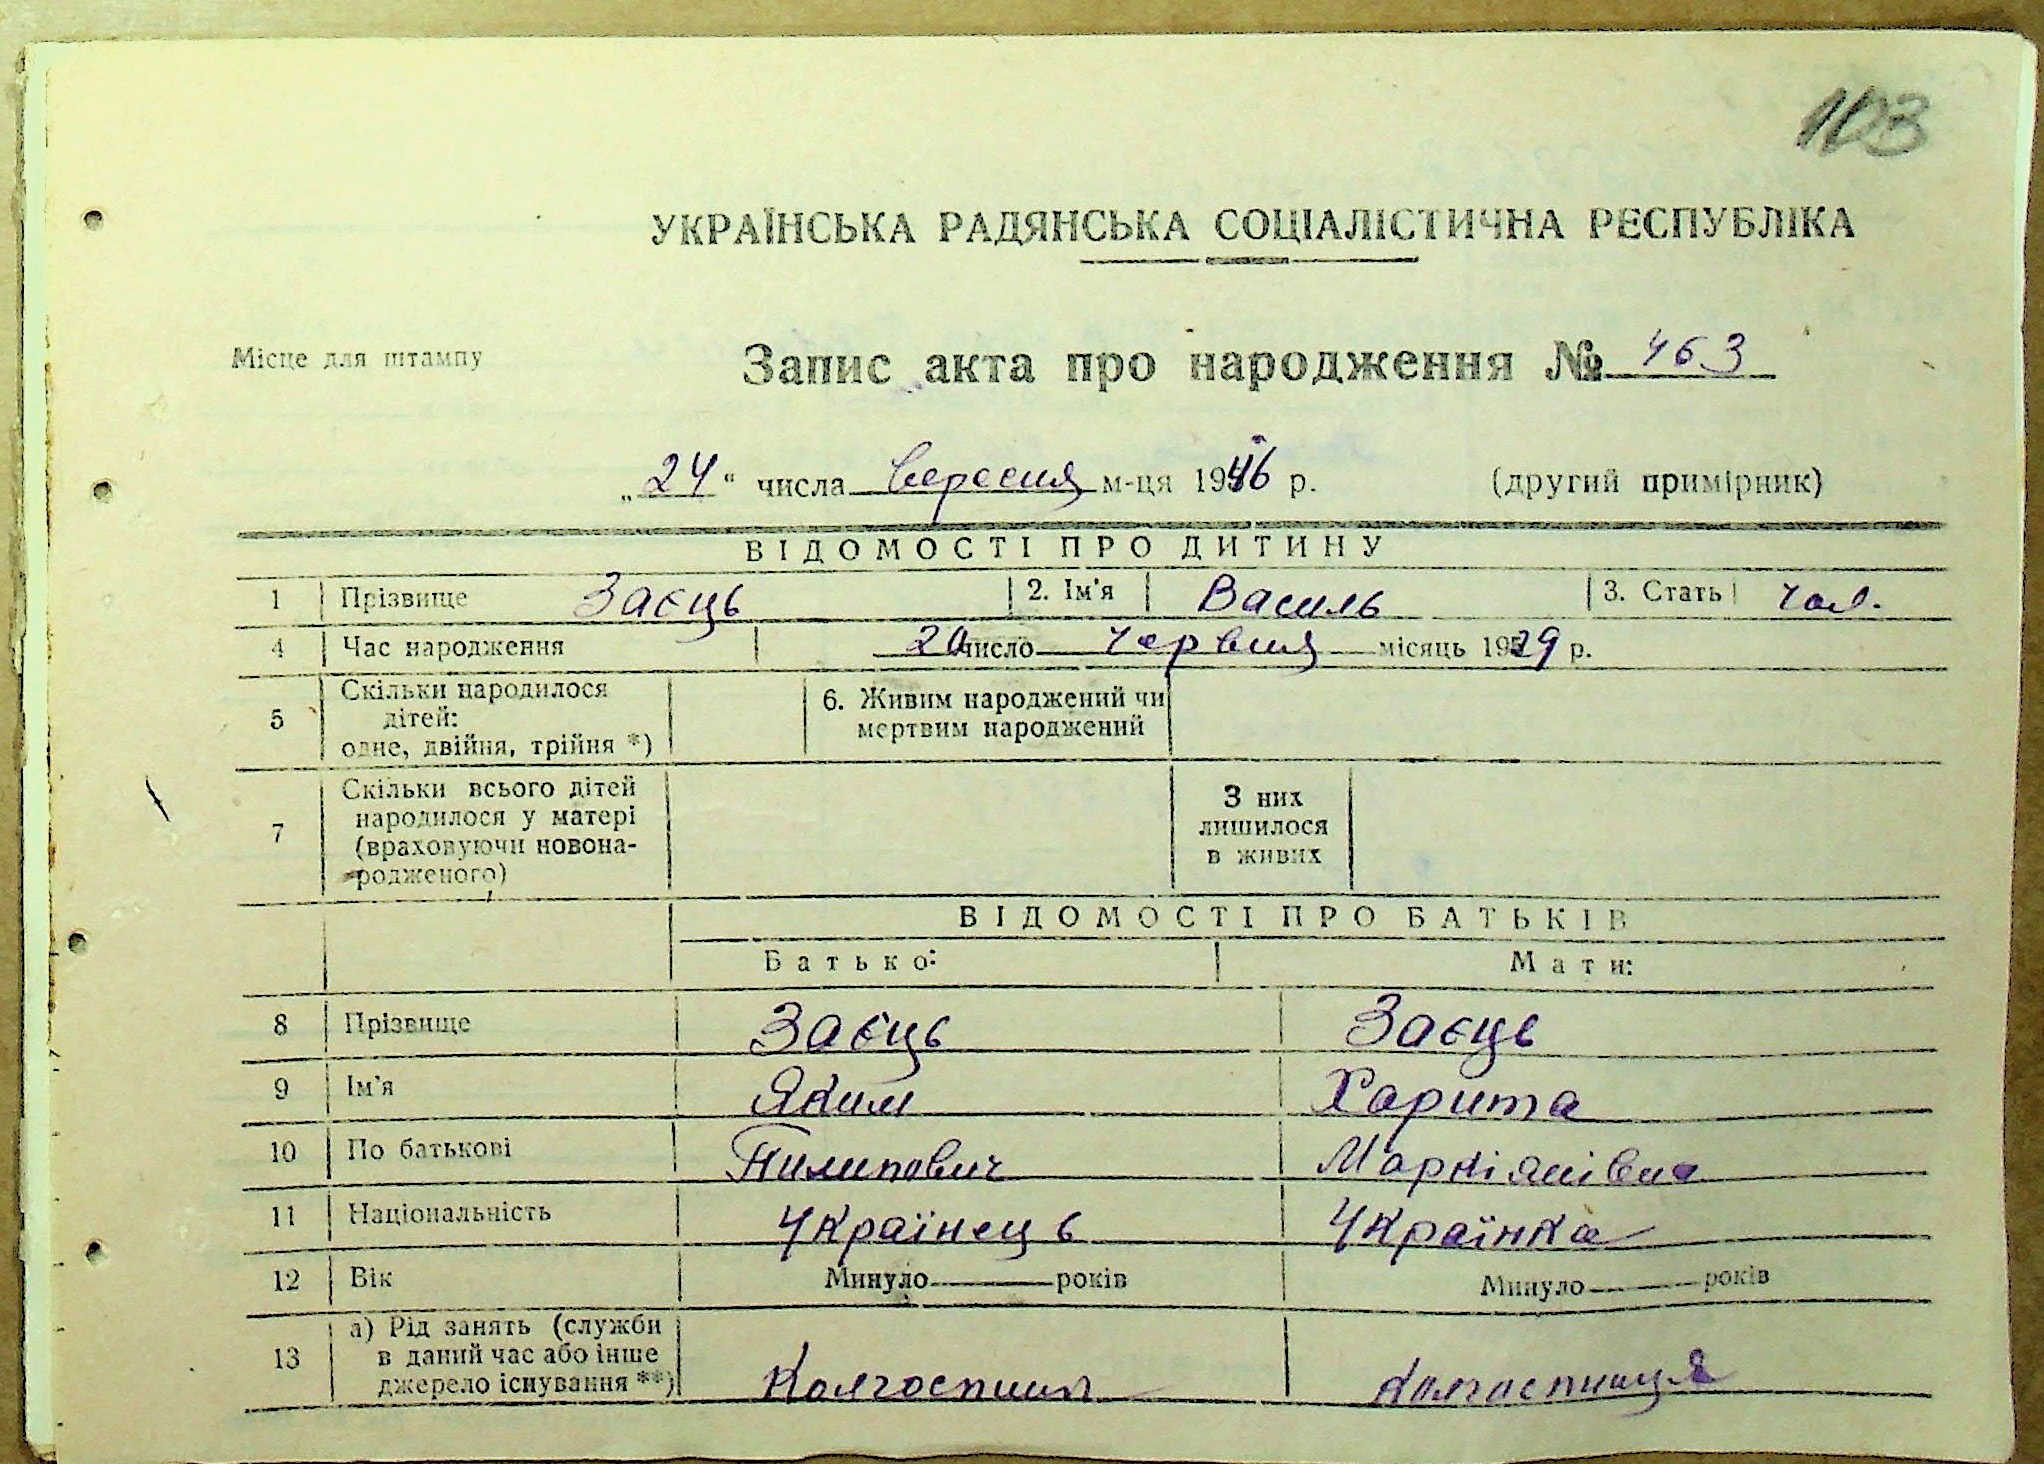 103
УКРАЇНСЬКА РАДЯНСЬКА СОЦІАЛІСТИЧНА РЕСПУБЛІКА
Місце для штампу
Запис акта про народження № 463
„24“ числа вересня м-ця 1946 р. (другий примірник)
ВІДОМОСТІ ПРО ДИТИНУ
1 Прізвище Заєць 2. Ім'я Василь 3. Стать чол.
4 Час народження 20 число червня місяць 1929 р.
5 Скільки народилося дітей: одне, двійня, трійня *) 6. Живим народжений чи мертвим народжений
7 Скільки всього дітей народилося у матері (враховуючи новона-родженого) З них лишилося в живих
ВІДОМОСТІ ПРО БАТЬКІВ
Батько: Мати:
8 Прізвище Заєць Заєць
9 Ім'я Яким Харита
10 По батькові Пилипович Маркіянівна
11 Національність Українець Українка
12 Вік Минуло років Минуло років
13 а) Рід занять (служби в даний час або інше джерело існування **) Колгоспник Колгоспниця